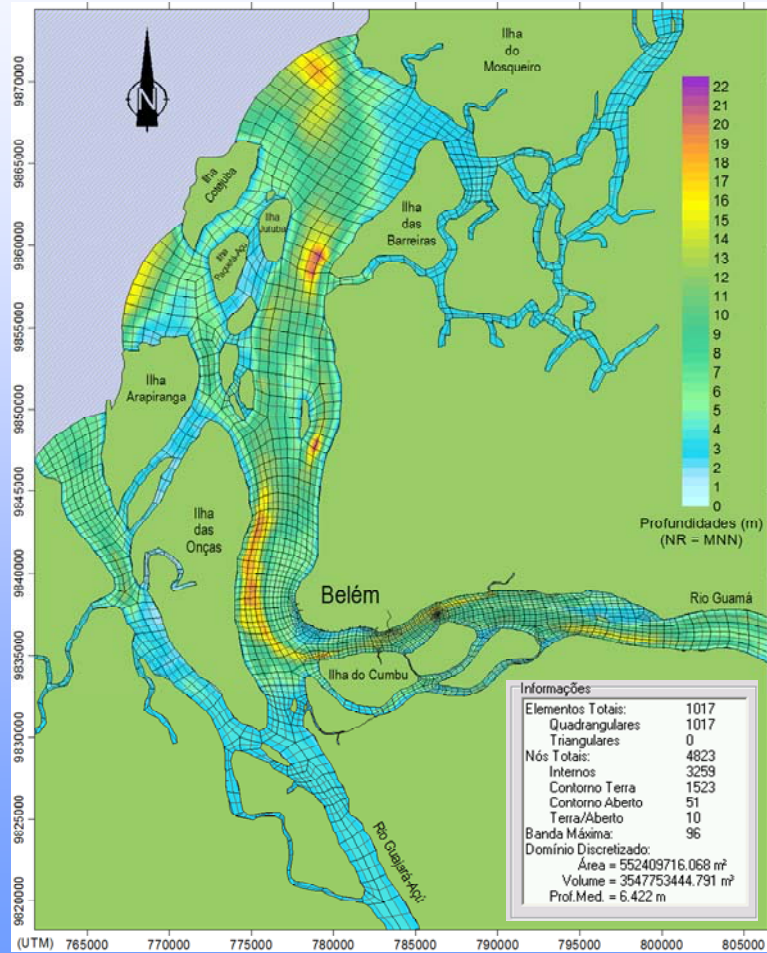 N
Ilha
do
Mosqueiro
Ilha
Cotejuba
Ilha
Jutuba
Ilha
Paquetá-Açú
Ilha
das
Barreiras
Ilha
Arapiranga
Ilha
das
Onças
Belém
Rio Guamá
Ilha do Cumbu
Rio Guajará-Açú
22
21
20
19
18
17
16
15
14
13
12
11
10
9
8
7
6
5
4
3
2
1
0
Profundidades (m)
(NR = MNN)
9870000
9865000
9860000
9855000
9850000
9845000
9840000
9835000
9830000
9825000
9820000
(UTM) 765000 770000 775000 780000 785000 790000 795000 800000 805000
Informações
Elementos Totais: 1017
Quadrangulares 1017
Triangulares 0
Nós Totais: 4823
Internos 3259
Contorno Terra 1523
Contorno Aberto 51
Terra/Aberto 10
Banda Máxima: 96
Domínio Discretizado:
Área = 552409716.068 m²
Volume = 3547753444.791 m³
Prof.Med. = 6.422 m